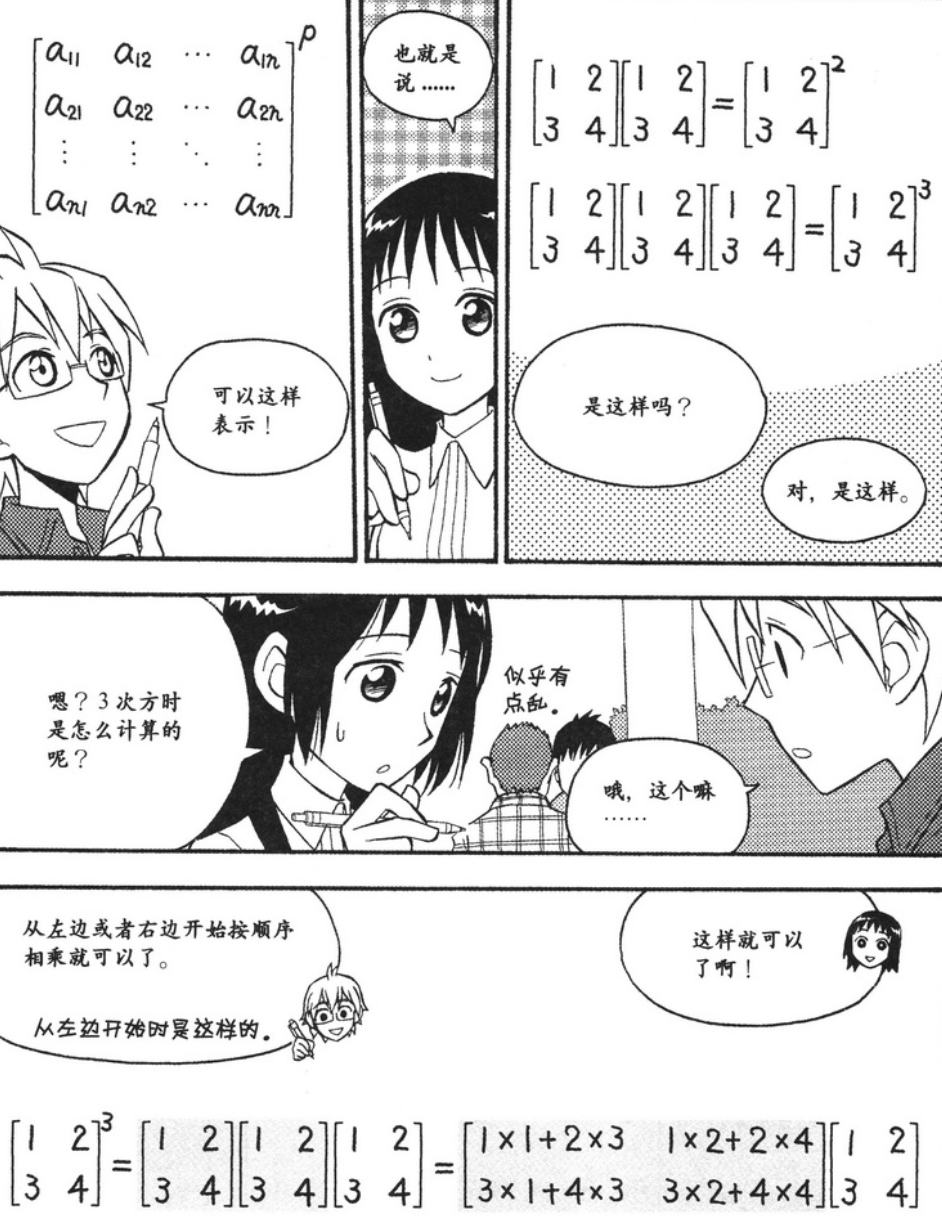 [a₁₁ a₁₂ ⋯ a₁ₙ]ᵖ
[a₂₁ a₂₂ ⋯ a₂ₙ]
[⋮ ⋮ ⋱ ⋮]
[aₙ₁ aₙ₂ ⋯ aₙₙ]
可以这样
表示！
也就是
说……
[1 2][1 2] = [1 2]²
[3 4][3 4] [3 4]
[1 2][1 2][1 2] = [1 2]³
[3 4][3 4][3 4] [3 4]
是这样吗？
对，是这样。
嗯？3次方时
是怎么计算的
呢？
似乎有
点乱。
哦，这个嘛
……
从左边或者右边开始按顺序
相乘就可以了。
从左边开始时是这样的。
这样就可以
了啊！
[1 2]³ = [1 2][1 2][1 2] = [1×1+2×3 1×2+2×4][1 2]
[3 4] [3 4][3 4][3 4] [3×1+4×3 3×2+4×4][3 4]